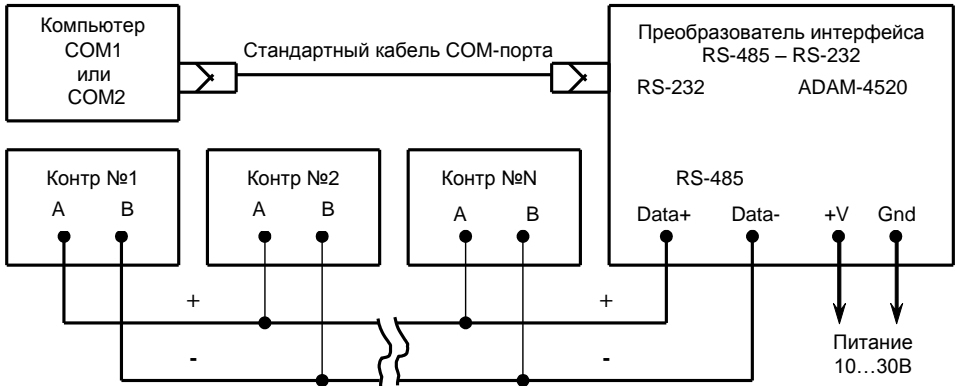 Компьютер
COM1
или
COM2
Стандартный кабель COM-порта
Преобразователь интерфейса
RS-485 – RS-232
RS-232 ADAM-4520
Контр №1
A B
Контр №2
A B
Контр №N
A B
RS-485
Data+ Data- +V Gnd
+ +
- -
Питание
10...30В